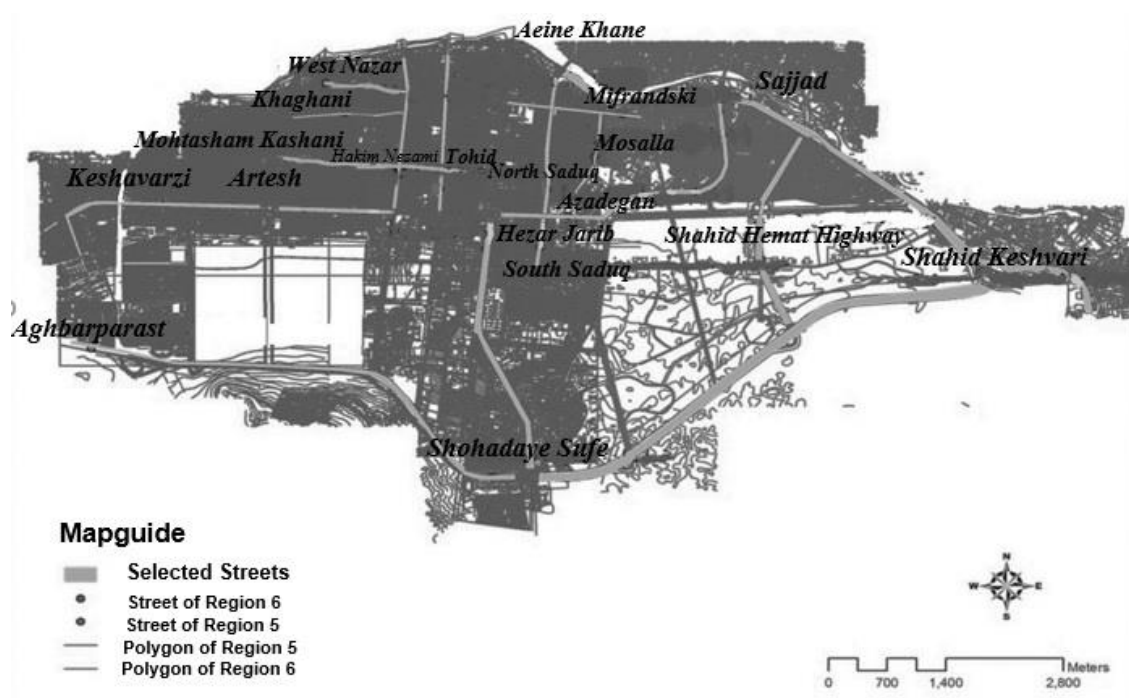 Aeine Khane
West Nazar
Sajjad
Khaghani
Mifrandski
Mohtasham Kashani
Mosalla
Hakim Nezami
Tohid
North Saduq
Keshavarzi
Artesh
Azadegan
Hezar Jarib
Shahid Hemat Highway
Shahid Keshvari
South Saduq
Aghbarparast
Shohadaye Sufe
Mapguide
Selected Streets
Street of Region 6
Street of Region 5
Polygon of Region 5
Polygon of Region 6
N
W E
S
Meters
0 700 1,400 2,800